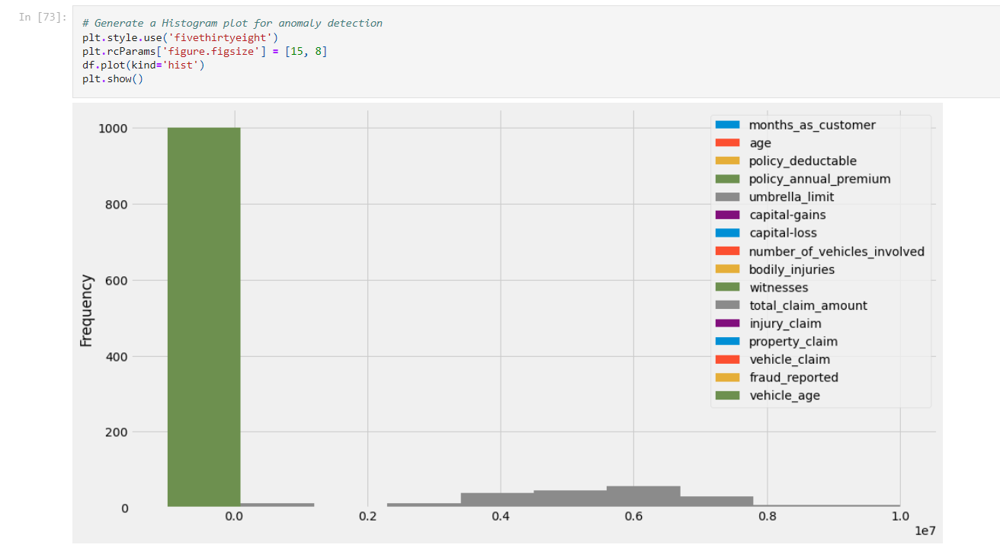 In [73]:
# Generate a Histogram plot for anomaly detection
plt.style.use('fivethirtyeight')
plt.rcParams['figure.figsize'] = [15, 8]
df.plot(kind='hist')
plt.show()
1000
800
600
400
200
0
Frequency
months_as_customer
age
policy_deductable
policy_annual_premium
umbrella_limit
capital-gains
capital-loss
number_of_vehicles_involved
bodily_injuries
witnesses
total_claim_amount
injury_claim
property_claim
vehicle_claim
fraud_reported
vehicle_age
0.0 0.2 0.4 0.6 0.8 1.0
1e7